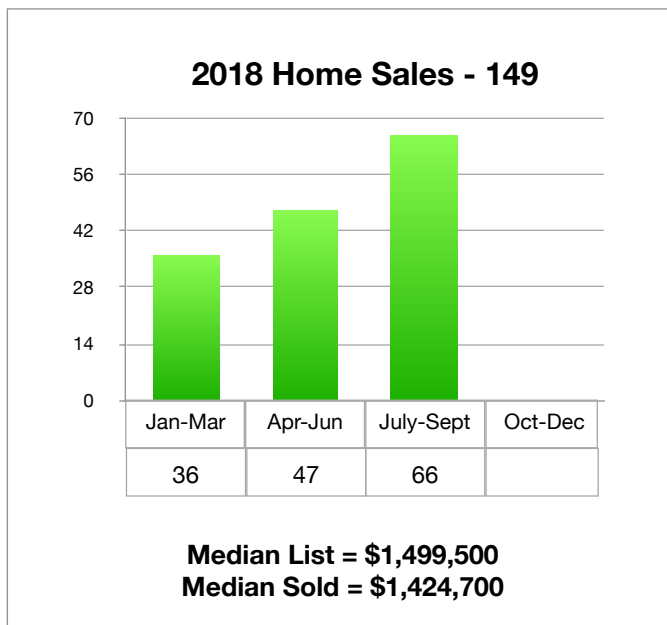 2018 Home Sales - 149
70
56
42
28
14
0
Jan-Mar Apr-Jun July-Sept Oct-Dec
36 47 66
Median List = $1,499,500
Median Sold = $1,424,700